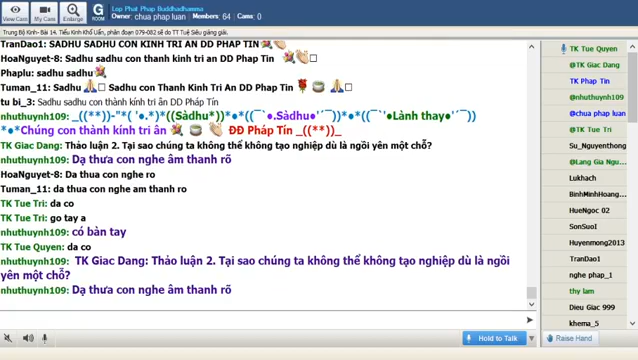 Lop Phat Phap Buddhadhamma
Owner: chua phap luan Members: 64 Cams: 0
View Cam My Cam Enlarge ROOM
Trung Bộ Kinh- Bài 14. Tiểu Kinh Khổ Uẩn, phân đoạn 079-082 sẽ do TT Tuệ Siêu giảng giải.
TranDao1: SADHU SADHU CON KINH TRI AN DD PHAP TIN
HoaNguyet-8: Sadhu sadhu con thanh kinh tri an DD Phap Tin
Phaplu: sadhu sadhu
Tuman_11: Sadhu Sadhu con Thanh Kinh Tri An DD Phap Tin
tu bi_3: Sadhu sadhu con thành kính tri ân DD Pháp Tín
nhuthuynh109: _((**))-"*( '●.*)*((Sàdhu*))*●*((¯`●.Sàdhu●'´¯))*●*((¯`●Lành thay●'´¯))
*●*Chúng con thành kính tri ân ĐĐ Pháp Tín _((**))_
TK Giac Dang: Thảo luận 2. Tại sao chúng ta không thể không tạo nghiệp dù là ngồi yên một chỗ?
nhuthuynh109: Dạ thưa con nghe âm thanh rõ
HoaNguyet-8: Da thua con nghe ro
Tuman_11: da thua con nghe am thanh ro
TK Tue Tri: da co
TK Tue Tri: go tay a
nhuthuynh109: có bàn tay
TK Tue Quyen: da co
nhuthuynh109: TK Giac Dang: Thảo luận 2. Tại sao chúng ta không thể không tạo nghiệp dù là ngồi
yên một chỗ?
nhuthuynh109: Dạ thưa con nghe âm thanh rõ
Hold to Talk
TK Tue Quyen
@TK Giac Dang
TK Phap Tin
@nhuthuynh109
@chua phap luan
@TK Tue Tri
Su_Nguyenthong
@Lang Gia Ngu
Lukhach
BinhMinhHoang
HueNgoc 02
SonSuoI
Huyenmong2013
TranDao1
nghe phap_1
thy lam
Dieu Giac 999
khema_5
Raise Hand